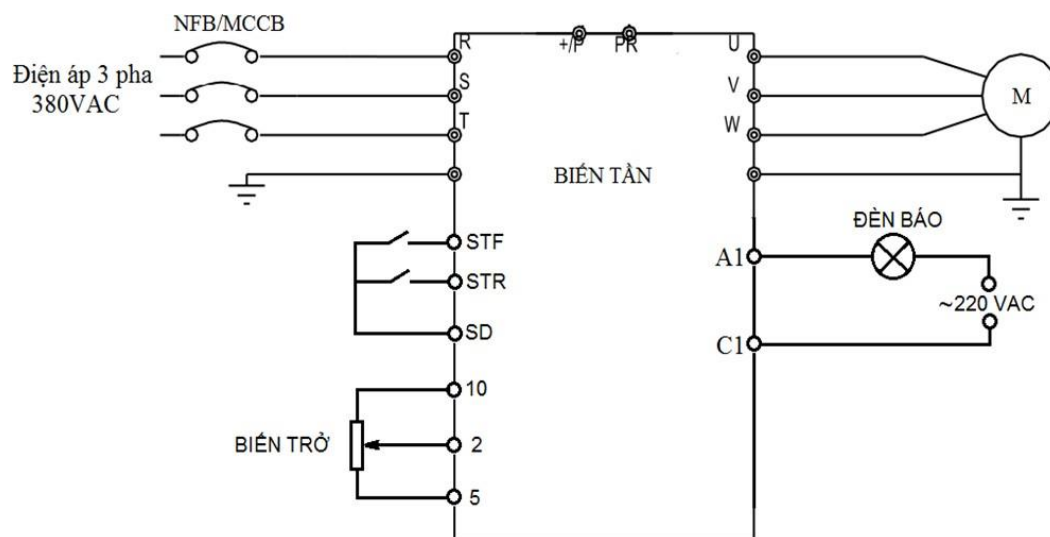 NFB/MCCB
Điện áp 3 pha
380VAC
R
S
T
+/P
PR
U
V
W
M
BIẾN TẦN
STF
STR
SD
10
2
5
BIẾN TRỞ
A1
C1
ĐÈN BÁO
~220 VAC